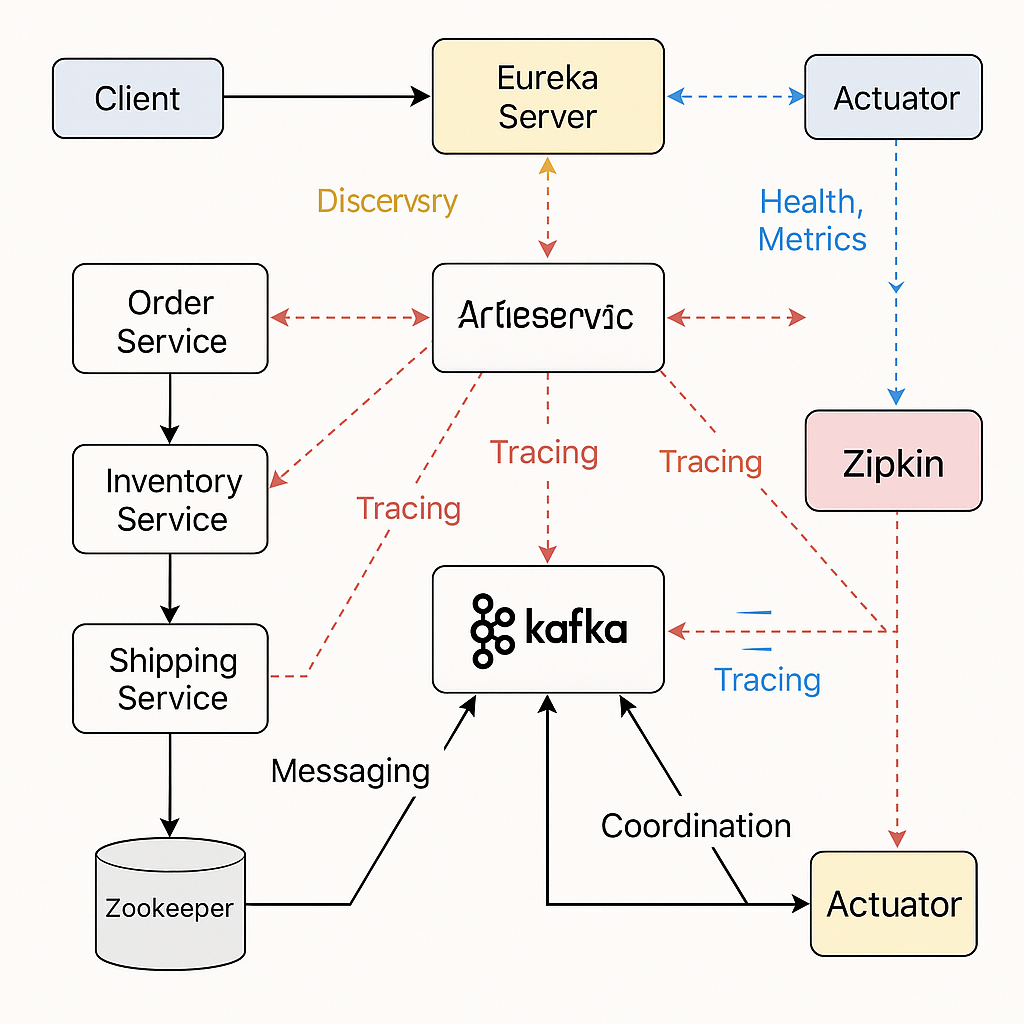 Client
Eureka
Server
Actuator
Discervsry
Health,
Metrics
Order
Service
Artieservic
Inventory
Service
Tracing
Tracing
Tracing
Zipkin
Shipping
Service
kafka
Tracing
Messaging
Coordination
Zookeeper
Actuator